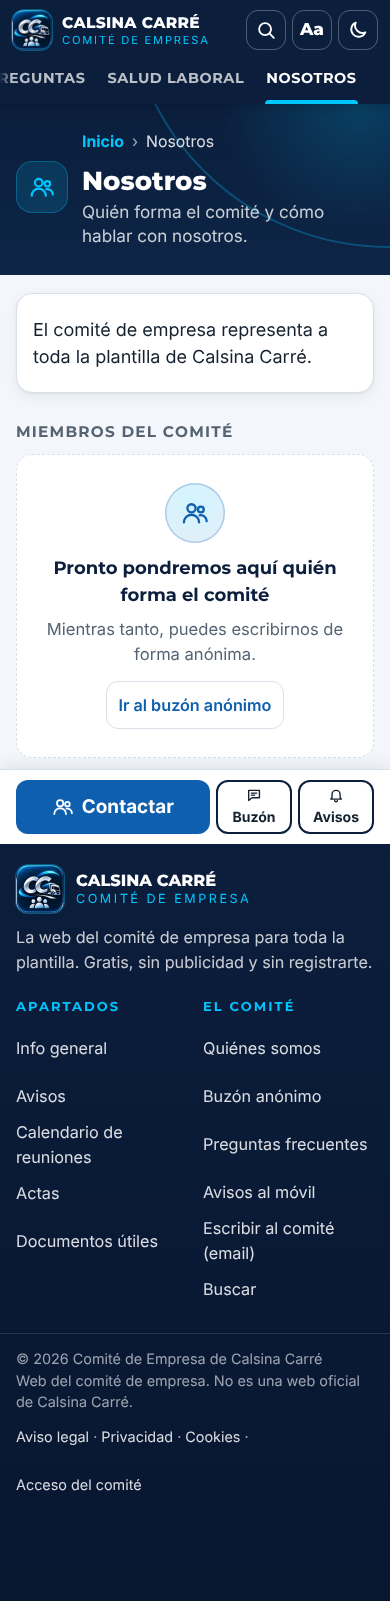 CALSINA CARRÉ
COMITÉ DE EMPRESA
Aa
REGUNTAS SALUD LABORAL NOSOTROS
Inicio › Nosotros
Nosotros
Quién forma el comité y cómo
hablar con nosotros.
El comité de empresa representa a
toda la plantilla de Calsina Carré.
MIEMBROS DEL COMITÉ
Pronto pondremos aquí quién
forma el comité
Mientras tanto, puedes escribirnos de
forma anónima.
Ir al buzón anónimo
Contactar
Buzón
Avisos
CC
CALSINA CARRÉ
COMITÉ DE EMPRESA
La web del comité de empresa para toda la
plantilla. Gratis, sin publicidad y sin registrarte.
APARTADOS
Info general
Avisos
Calendario de
reuniones
Actas
Documentos útiles
EL COMITÉ
Quiénes somos
Buzón anónimo
Preguntas frecuentes
Avisos al móvil
Escribir al comité
(email)
Buscar
© 2026 Comité de Empresa de Calsina Carré
Web del comité de empresa. No es una web oficial
de Calsina Carré.
Aviso legal · Privacidad · Cookies ·
Acceso del comité